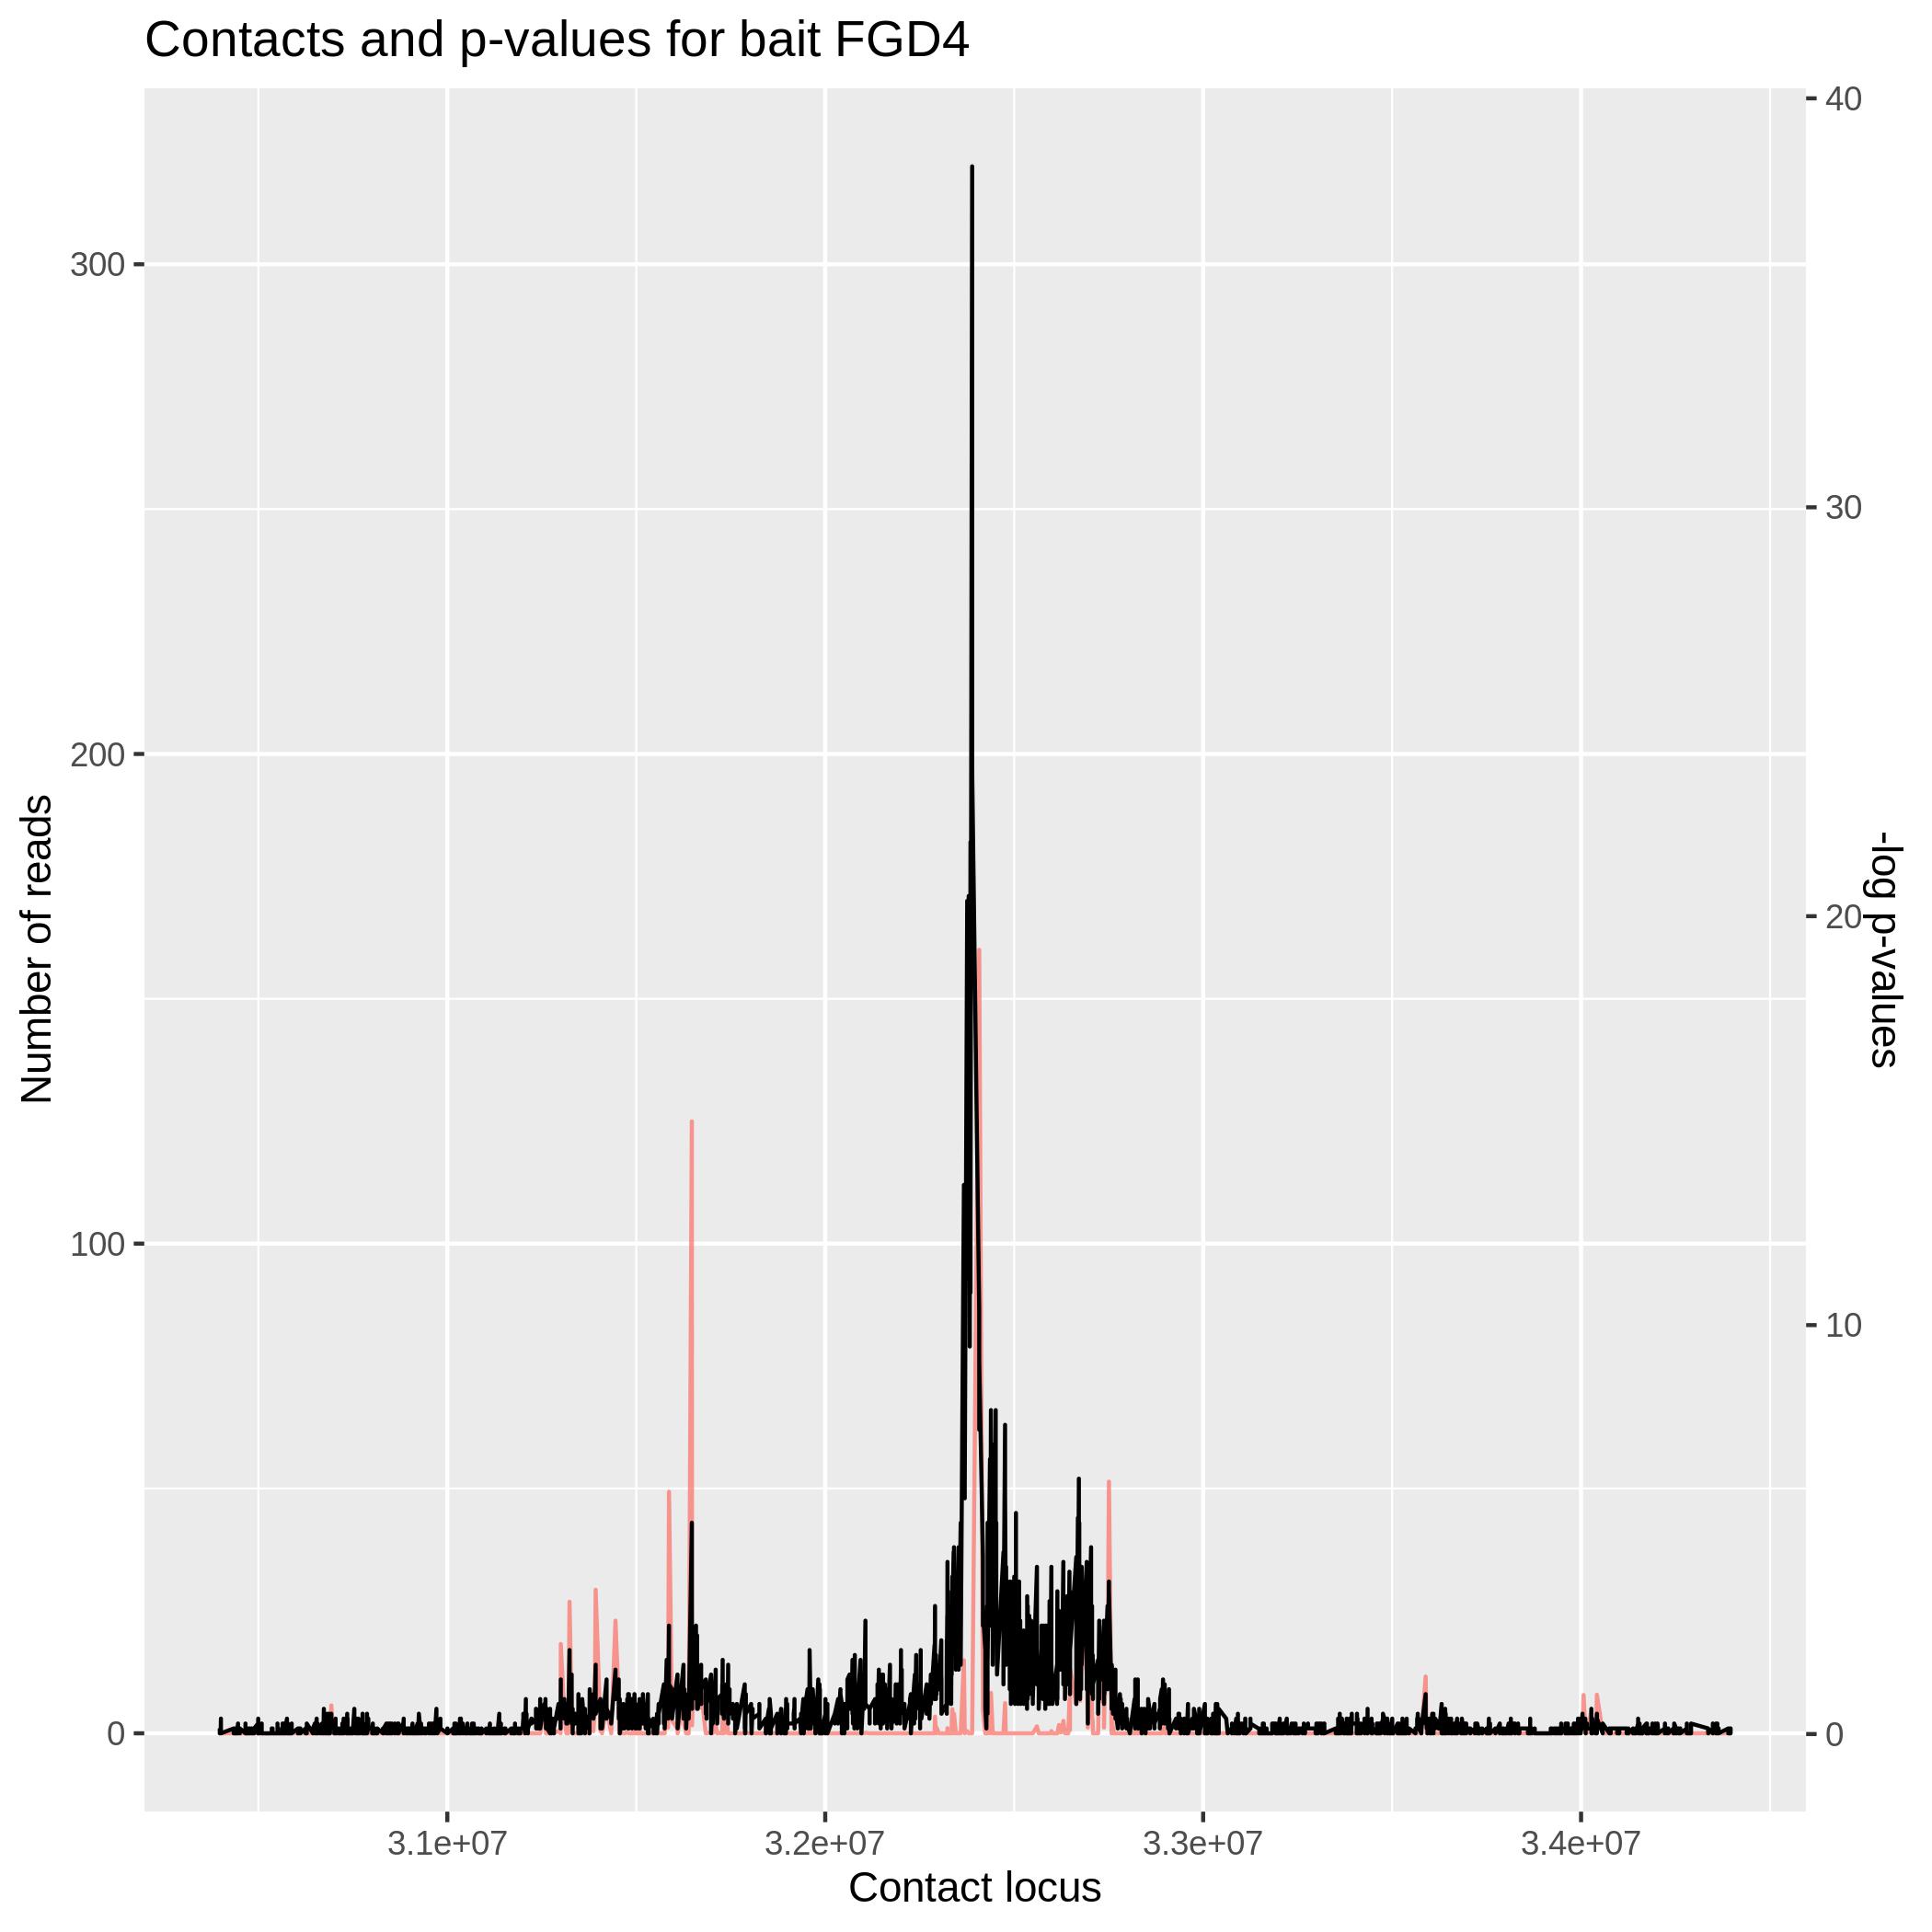 Contacts and p-values for bait FGD4
Number of reads
300
200
100
0
40
30
20
10
0
-log p-values
3.1e+07
3.2e+07
3.3e+07
3.4e+07
Contact locus